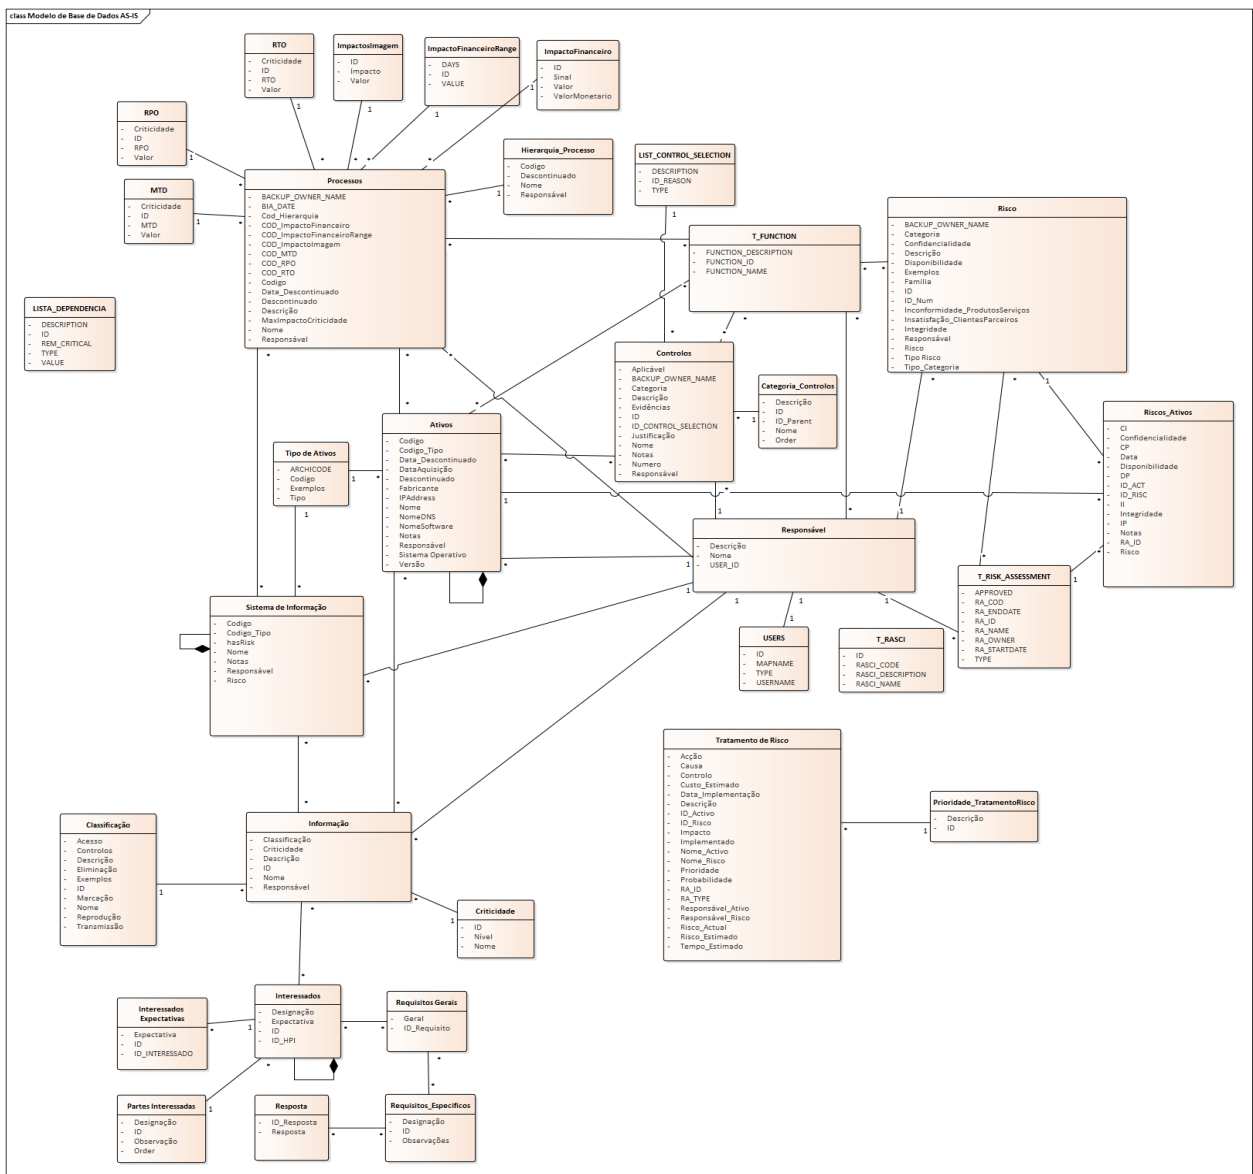 class Modelo de Base de Dados AS-IS
RTO
- Criticidade
- ID
- RTO
- Valor
ImpactosImagem
- ID
- Impacto
- Valor
ImpactoFinanceiroRange
- DAYS
- ID
- VALUE
ImpactoFinanceiro
- ID
- Sinal
- Valor
- ValorMonetario
RPO
- Criticidade
- ID
- RPO
- Valor
MTD
- Criticidade
- ID
- MTD
- Valor
Processos
- BACKUP_OWNER_NAME
- BIA_DATE
- Cod_Hierarquia
- COD_ImpactoFinanceiro
- COD_ImpactoFinanceiroRange
- COD_ImpactoImagem
- COD_MTD
- COD_RPO
- COD_RTO
- Codigo
- Data_Descontinuado
- Descontinuado
- Descrição
- MaxImpactoCriticidade
- Nome
- Responsável
Hierarquia_Processo
- Codigo
- Descontinuado
- Nome
- Responsável
LIST_CONTROL_SELECTION
- DESCRIPTION
- ID_REASON
- TYPE
T_FUNCTION
- FUNCTION_DESCRIPTION
- FUNCTION_ID
- FUNCTION_NAME
Risco
- BACKUP_OWNER_NAME
- Categoria
- Confidencialidade
- Descrição
- Disponibilidade
- Exemplos
- Familia
- ID
- ID_Num
- Inconformidade_ProdutosServiços
- Insatisfação_ClientesParceiros
- Integridade
- Responsável
- Risco
- Tipo Risco
- Tipo_Categoria
LISTA_DEPENDENCIA
- DESCRIPTION
- ID
- REM_CRITICAL
- TYPE
- VALUE
Controlos
- Aplicável
- BACKUP_OWNER_NAME
- Categoria
- Descrição
- Evidências
- ID
- ID_CONTROL_SELECTION
- Justificação
- Nome
- Notas
- Numero
- Responsável
Categoria_Controlos
- Descrição
- ID
- ID_Parent
- Nome
- Order
Ativos
- Codigo
- Codigo_Tipo
- Data_Descontinuado
- DataAquisição
- Descontinuado
- Fabricante
- IPAddress
- Nome
- NomeDNS
- NomeSoftware
- Notas
- Responsável
- Sistema Operativo
- Versão
Tipo de Ativos
- ARCHICODE
- Codigo
- Exemplos
- Tipo
Riscos_Ativos
- CI
- Confidencialidade
- CP
- Data
- Disponibilidade
- DP
- ID_ACT
- ID_RISC
- II
- Integridade
- IP
- Notas
- RA_ID
- Risco
Responsável
- Descrição
- Nome
- USER_ID
T_RISK_ASSESSMENT
- APPROVED
- RA_COD
- RA_ENDDATE
- RA_ID
- RA_NAME
- RA_OWNER
- RA_STARTDATE
- TYPE
Sistema de Informação
- Codigo
- Codigo_Tipo
- hasRisk
- Nome
- Notas
- Responsável
- Risco
USERS
- ID
- MAPNAME
- TYPE
- USERNAME
T_RASCI
- ID
- RASCI_CODE
- RASCI_DESCRIPTION
- RASCI_NAME
Tratamento de Risco
- Acção
- Causa
- Controlo
- Custo_Estimado
- Data_Implementação
- Descrição
- ID_Activo
- ID_Risco
- Impacto
- Implementado
- Nome_Activo
- Nome_Risco
- Prioridade
- Probabilidade
- RA_ID
- RA_TYPE
- Responsável_Ativo
- Responsável_Risco
- Risco_Actual
- Risco_Estimado
- Tempo_Estimado
Prioridade_TratamentoRisco
- Descrição
- ID
Classificação
- Acesso
- Controlos
- Descrição
- Eliminação
- Exemplos
- ID
- Marcação
- Nome
- Reprodução
- Transmissão
Informação
- Classificação
- Criticidade
- Descrição
- ID
- Nome
- Responsável
Criticidade
- ID
- Nível
- Nome
Interessados
Expectativas
- Expectativa
- ID
- ID_INTERESSADO
Interessados
- Designação
- Expectativa
- ID
- ID_HPI
Requisitos Gerais
- Geral
- ID_Requisito
Partes Interessadas
- Designação
- ID
- Observação
- Order
Resposta
- ID_Resposta
- Resposta
Requisitos_Especificos
- Designação
- ID
- Observações